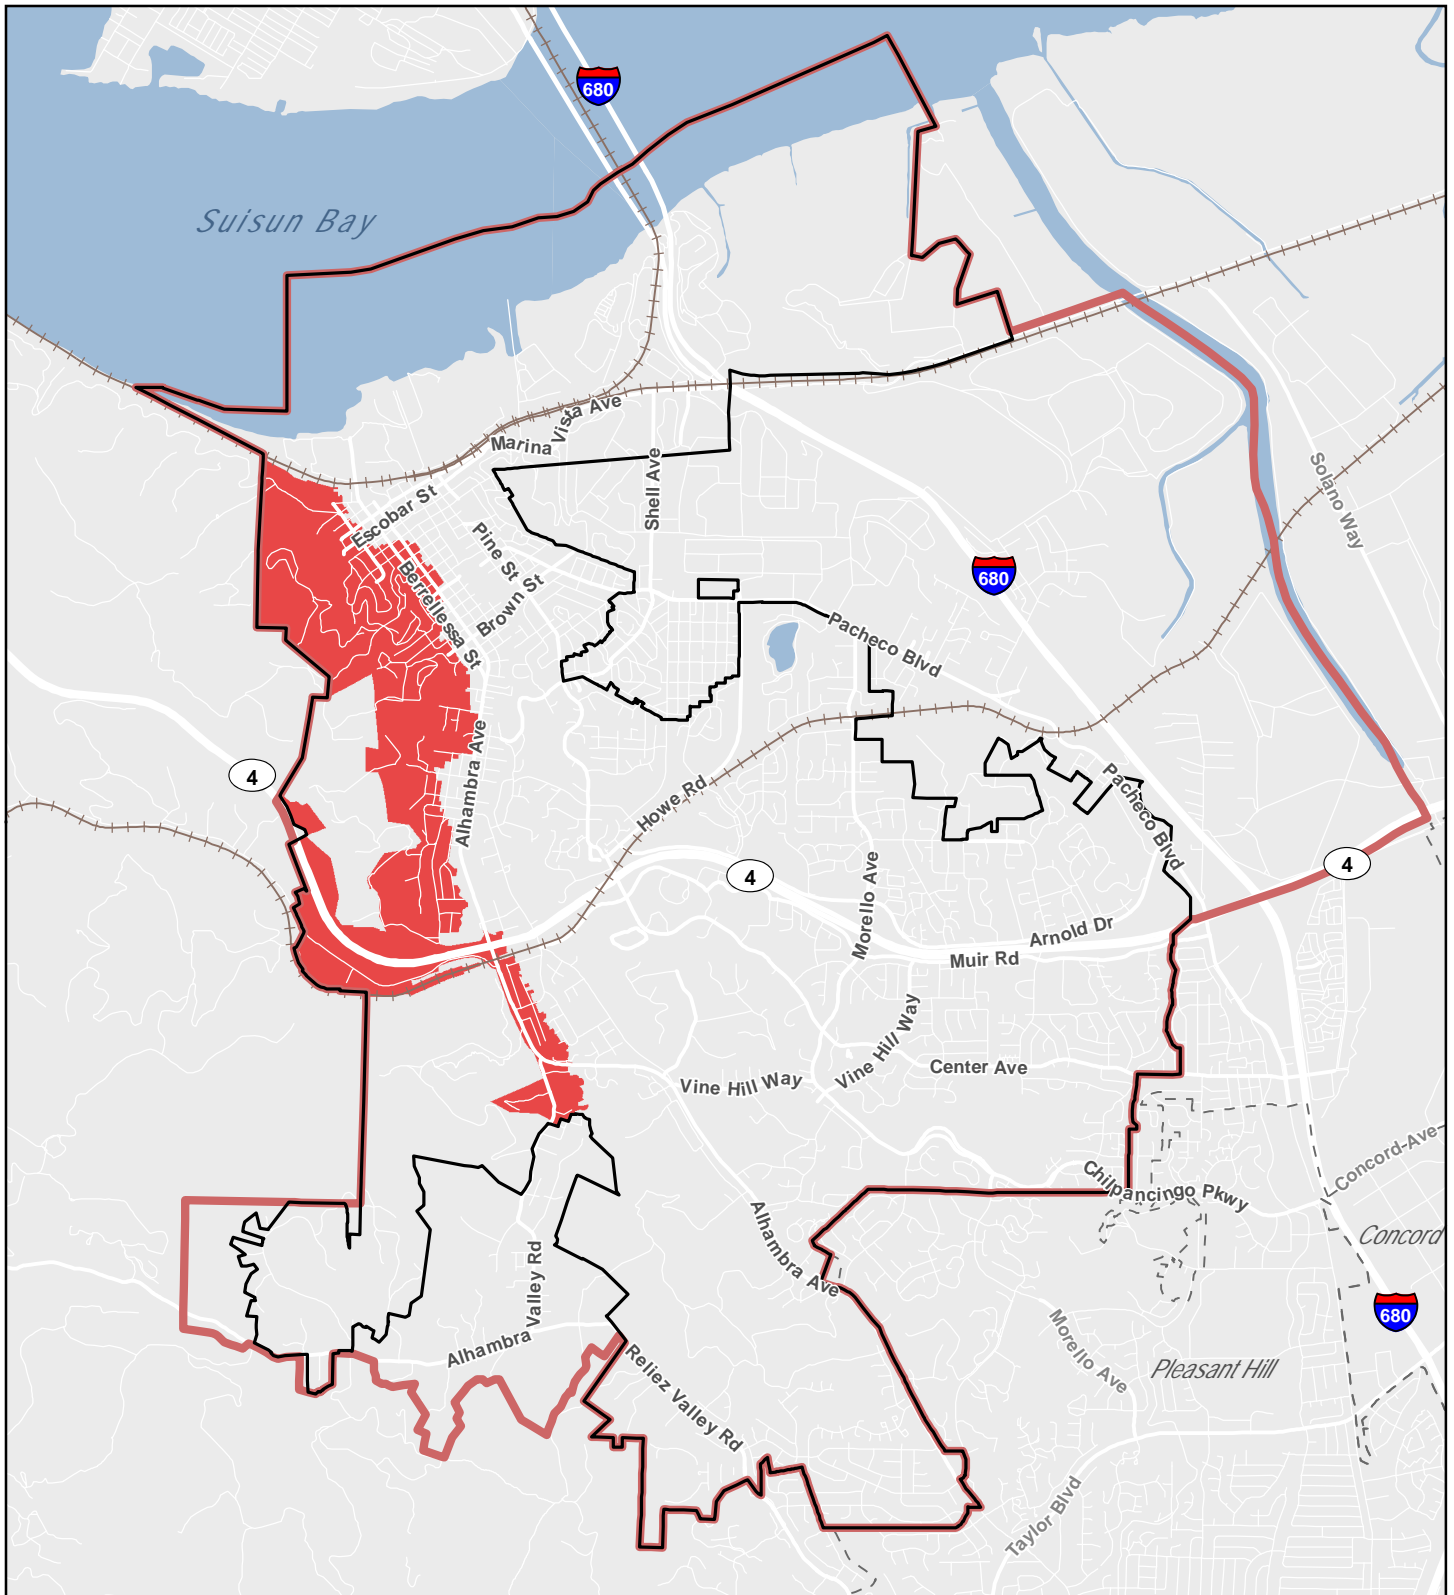 680
Suisun Bay
Marina Vista Ave
Escobar St
Shell Ave
Solano Way
Pine St
Berrellessa St
Brown St
680
Pacheco Blvd
4
Alhambra Ave
Howe Rd
Pacheco Blvd
4
4
Morello Ave
Arnold Dr
Muir Rd
Vine Hill Way
Center Ave
Vine Hill Way
Concord Ave
Chilpancingo Pkwy
Concord
Alhambra Ave
680
Alhambra Valley Rd
Reliez Valley Rd
Morello Ave
Pleasant Hill
Taylor Blvd